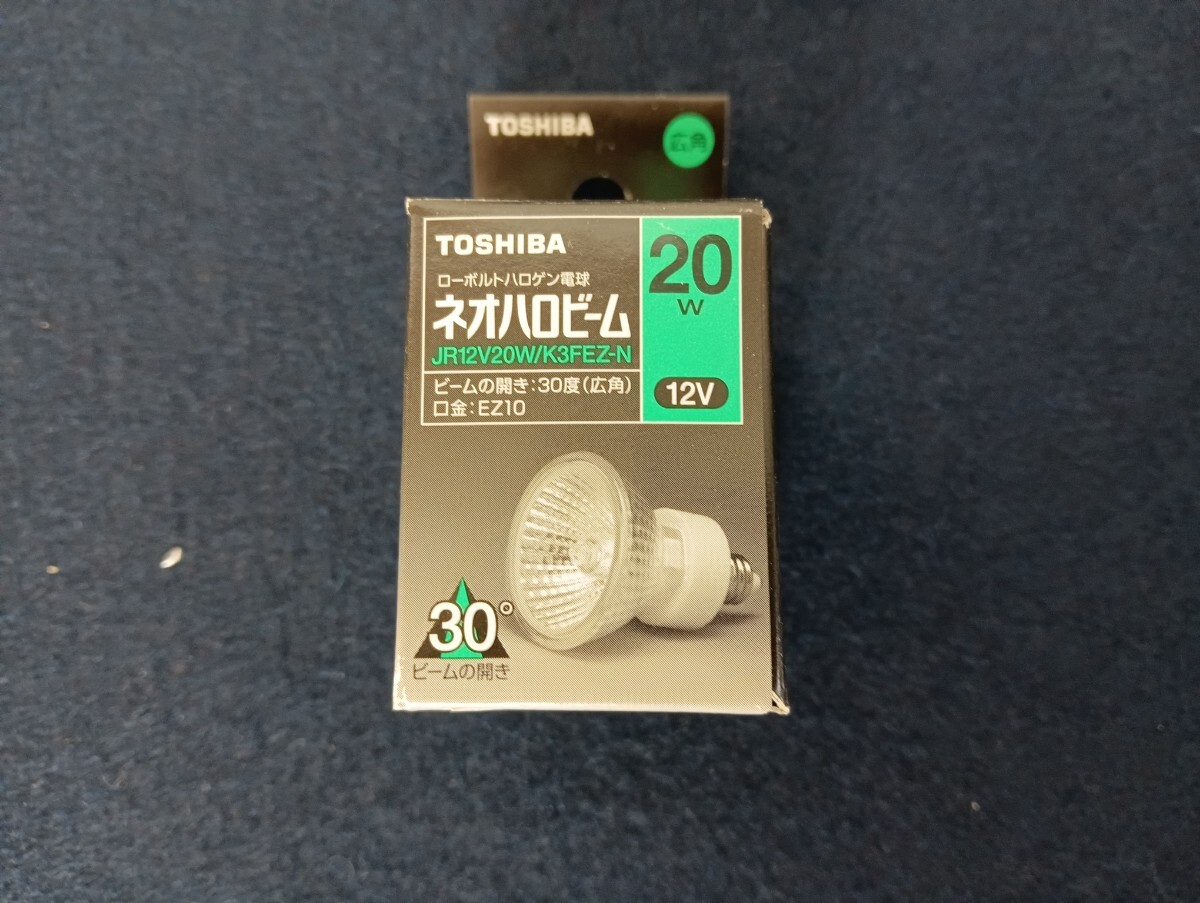 TOSHIBA
広角
TOSHIBA
ローボルトハロゲン電球
ネオハロビーム
JR12V20W/K3FEZ-N
ビームの開き:30度(広角)
口金:EZ10
20
W
12V
30°
ビームの開き